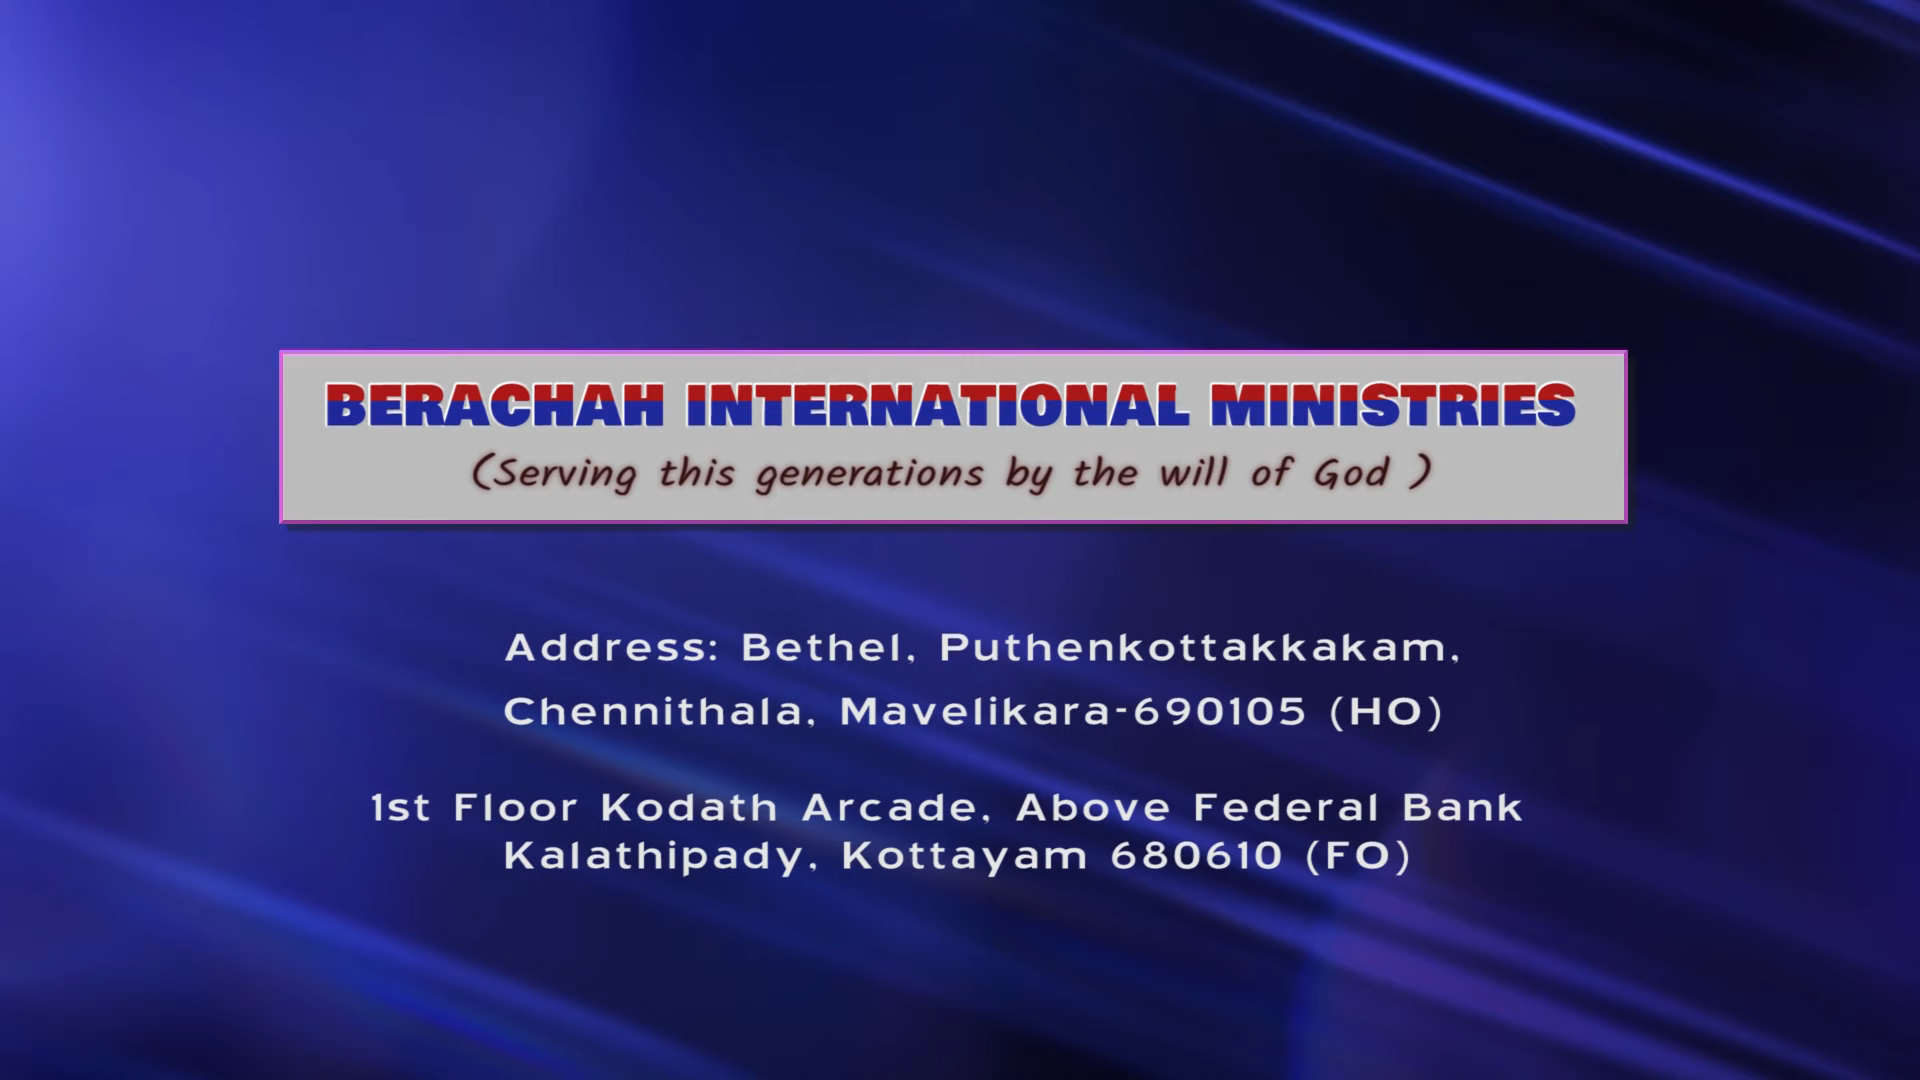 BERACHAH INTERNATIONAL MINISTRIES
(Serving this generations by the will of God )
Address: Bethel, Puthenkottakkakam,
Chennithala, Mavelikara-690105 (HO)
1st Floor Kodath Arcade, Above Federal Bank
Kalathipady, Kottayam 680610 (FO)